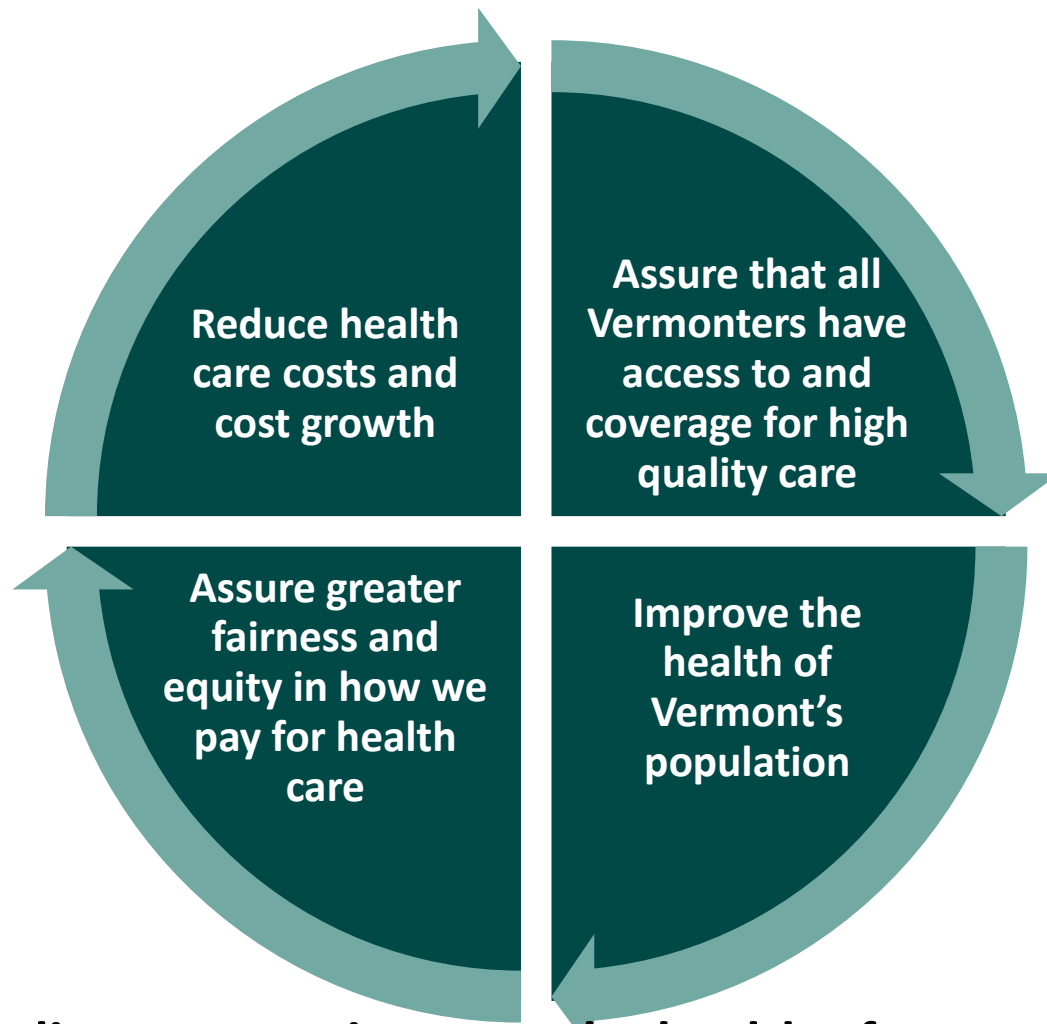 Reduce health
care costs and
cost growth
Assure that all
Vermonters have
access to and
coverage for high
quality care
Assure greater
fairness and
equity in how we
pay for health
care
Improve the
health of
Vermont’s
population